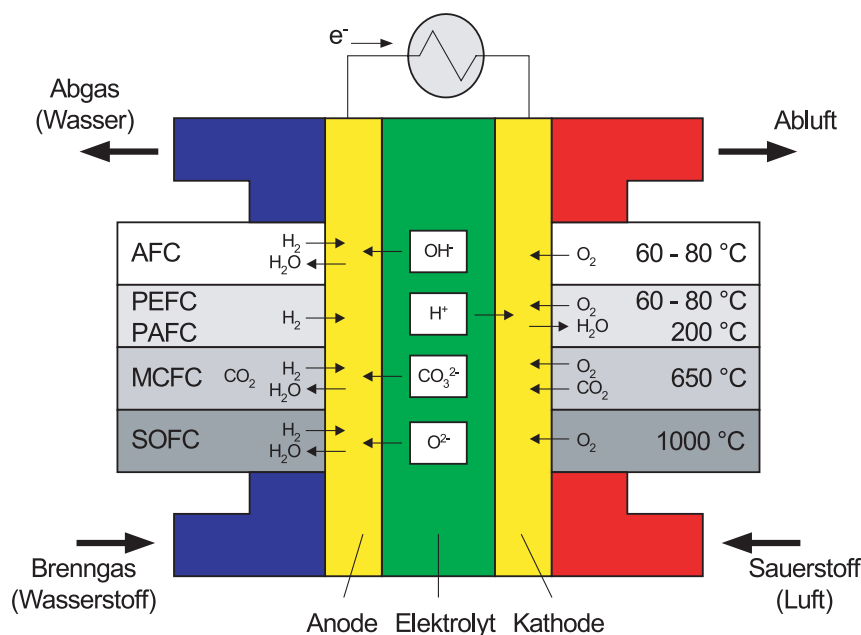 e⁻
Abgas
(Wasser)
Abluft
AFC
H₂
H₂O
OH⁻
O₂
60 - 80 °C
PEFC
PAFC
H₂
H⁺
O₂
H₂O
60 - 80 °C
200 °C
MCFC
CO₂
H₂
H₂O
CO₃²⁻
O₂
CO₂
650 °C
SOFC
H₂
H₂O
O²⁻
O₂
1000 °C
Brenngas
(Wasserstoff)
Sauerstoff
(Luft)
Anode Elektrolyt Kathode